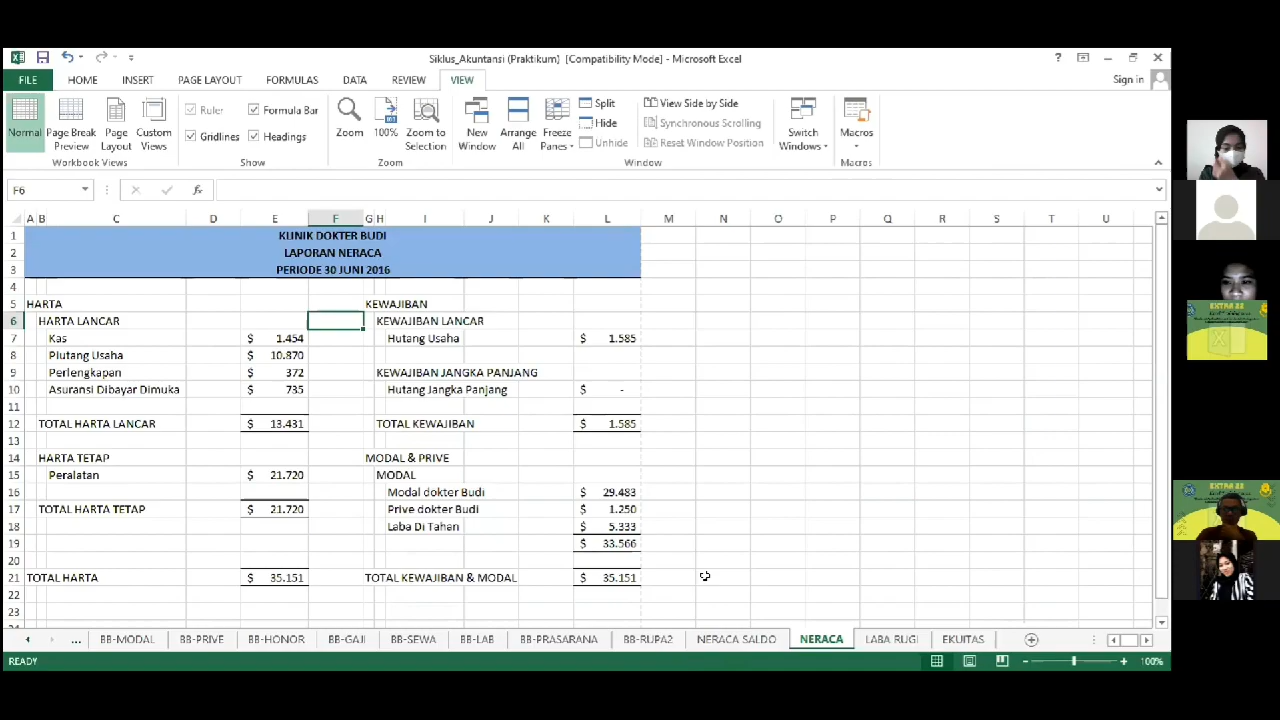 Siklus_Akuntansi (Praktikum) [Compatibility Mode] - Microsoft Excel
?
FILE HOME INSERT PAGE LAYOUT FORMULAS DATA REVIEW VIEW Sign in
Normal Page Break Preview Page Layout Custom Views
Ruler Formula Bar
Gridlines Headings
Zoom 100% Zoom to Selection
New Window Arrange All Freeze Panes
Split
Hide
Unhide
View Side by Side
Synchronous Scrolling
Reset Window Position
Switch Windows
Macros
Workbook Views Show Zoom Window Macros
F6 fx
A B C D E F G H I J K L M N O P Q R S T U
1 KLINIK DOKTER BUDI
2 LAPORAN NERACA
3 PERIODE 30 JUNI 2016
4
5 HARTA KEWAJIBAN
6 HARTA LANCAR KEWAJIBAN LANCAR
7 Kas $ 1.454 Hutang Usaha $ 1.585
8 Piutang Usaha $ 10.870
9 Perlengkapan $ 372 KEWAJIBAN JANGKA PANJANG
10 Asuransi Dibayar Dimuka $ 735 Hutang Jangka Panjang $ -
11
12 TOTAL HARTA LANCAR $ 13.431 TOTAL KEWAJIBAN $ 1.585
13
14 HARTA TETAP MODAL & PRIVE
15 Peralatan $ 21.720 MODAL
16 Modal dokter Budi $ 29.483
17 TOTAL HARTA TETAP $ 21.720 Prive dokter Budi $ 1.250
18 Laba Di Tahan $ 5.333
19 $ 33.566
20
21 TOTAL HARTA $ 35.151 TOTAL KEWAJIBAN & MODAL $ 35.151
22
23
... BB-MODAL BB-PRIVE BB-HONOR BB-GAJI BB-SEWA BB-LAB BB-PRASARANA BB-RUPA2 NERACA SALDO NERACA LABA RUGI EKUITAS
READY 100%